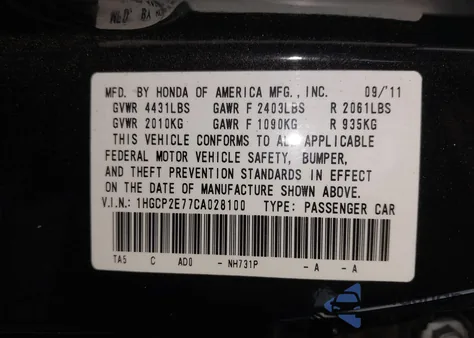 MFD. BY HONDA OF AMERICA MFG., INC. 09/'11
GVWR 4431LBS GAWR F 2403LBS R 2061LBS
GVWR 2010KG GAWR F 1090KG R 935KG
THIS VEHICLE CONFORMS TO ALL APPLICABLE
FEDERAL MOTOR VEHICLE SAFETY, BUMPER,
AND THEFT PREVENTION STANDARDS IN EFFECT
ON THE DATE OF MANUFACTURE SHOWN ABOVE.
V.I.N.: 1HGCP2E77CA028100 TYPE: PASSENGER CAR
TA5 C AD0 - NH731P - A - A